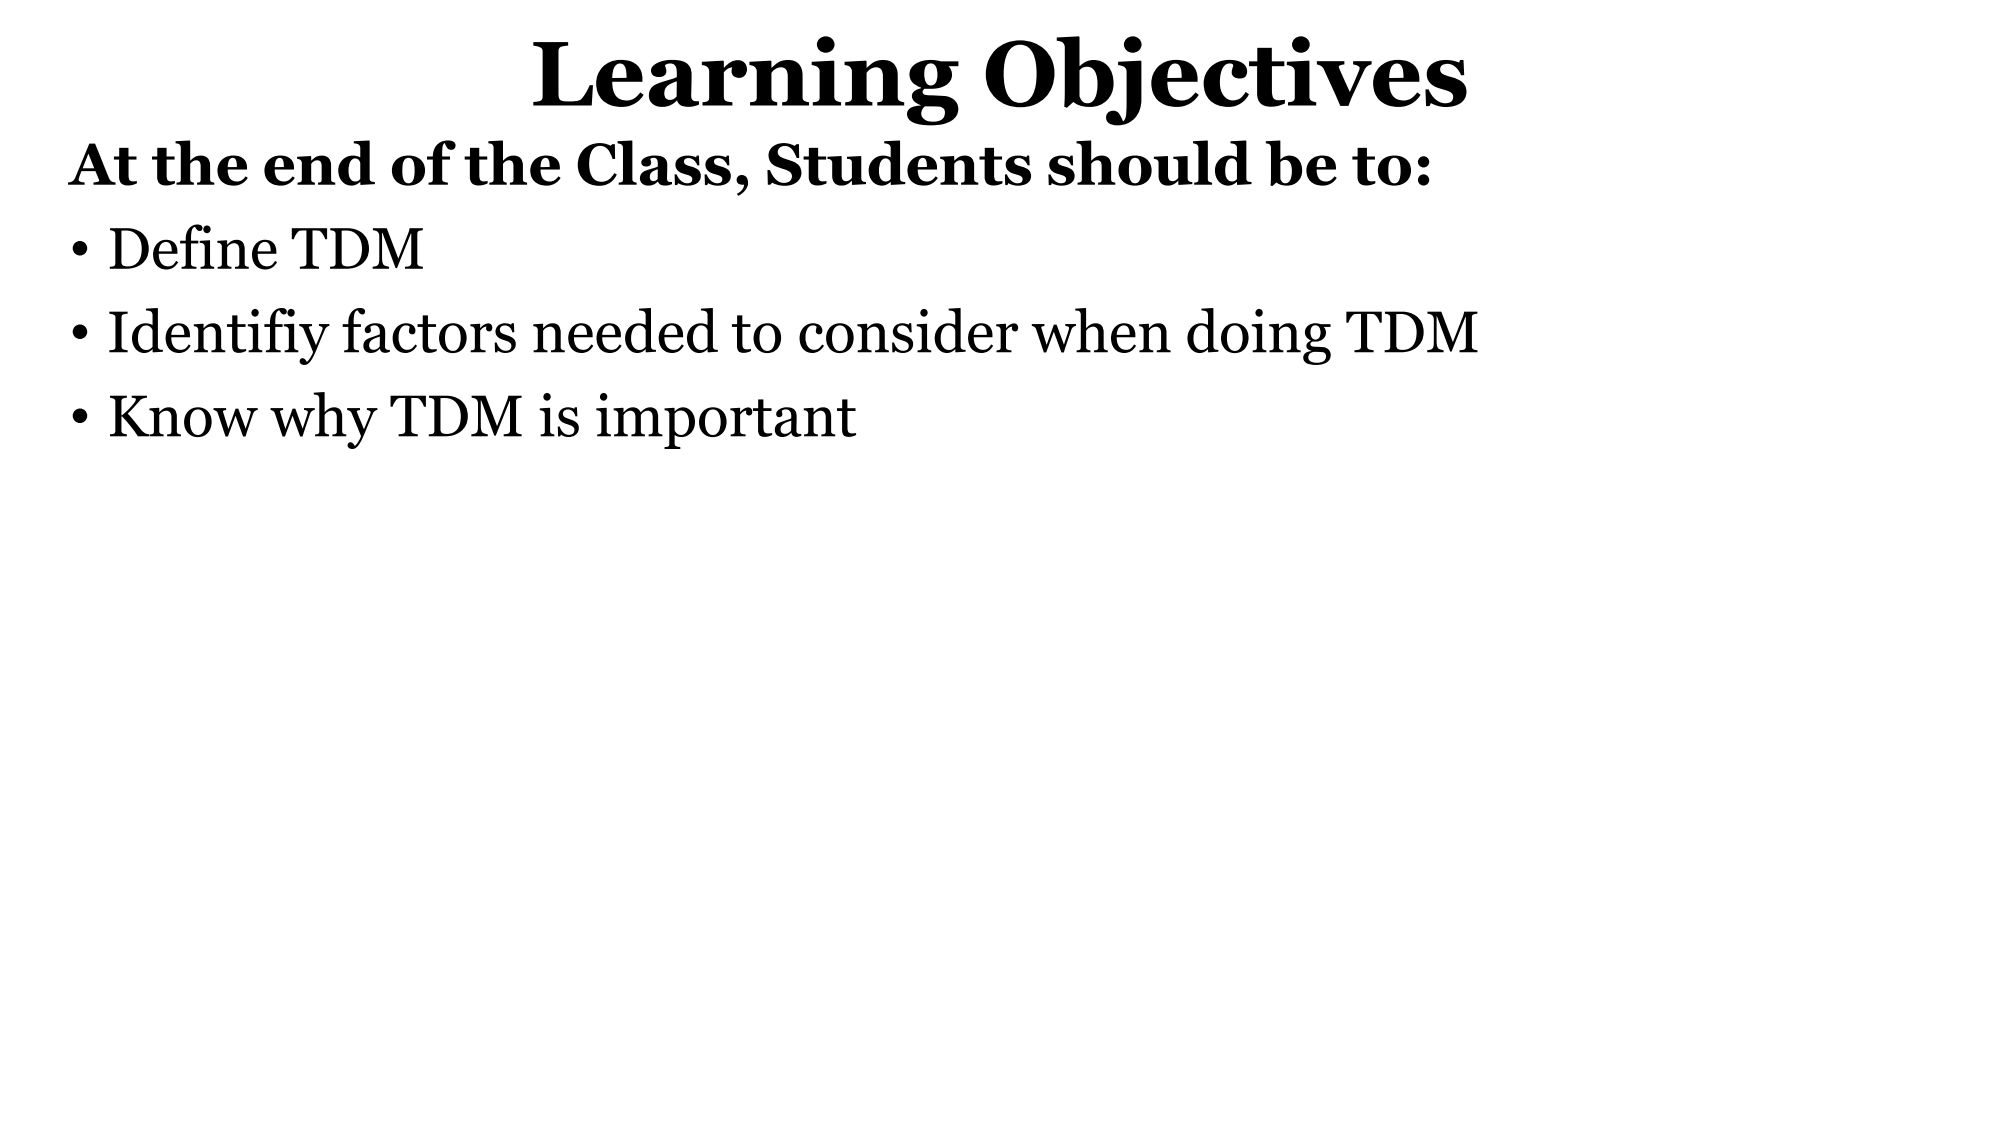 Learning Objectives
At the end of the Class, Students should be to:
• Define TDM
• Identifiy factors needed to consider when doing TDM
• Know why TDM is important